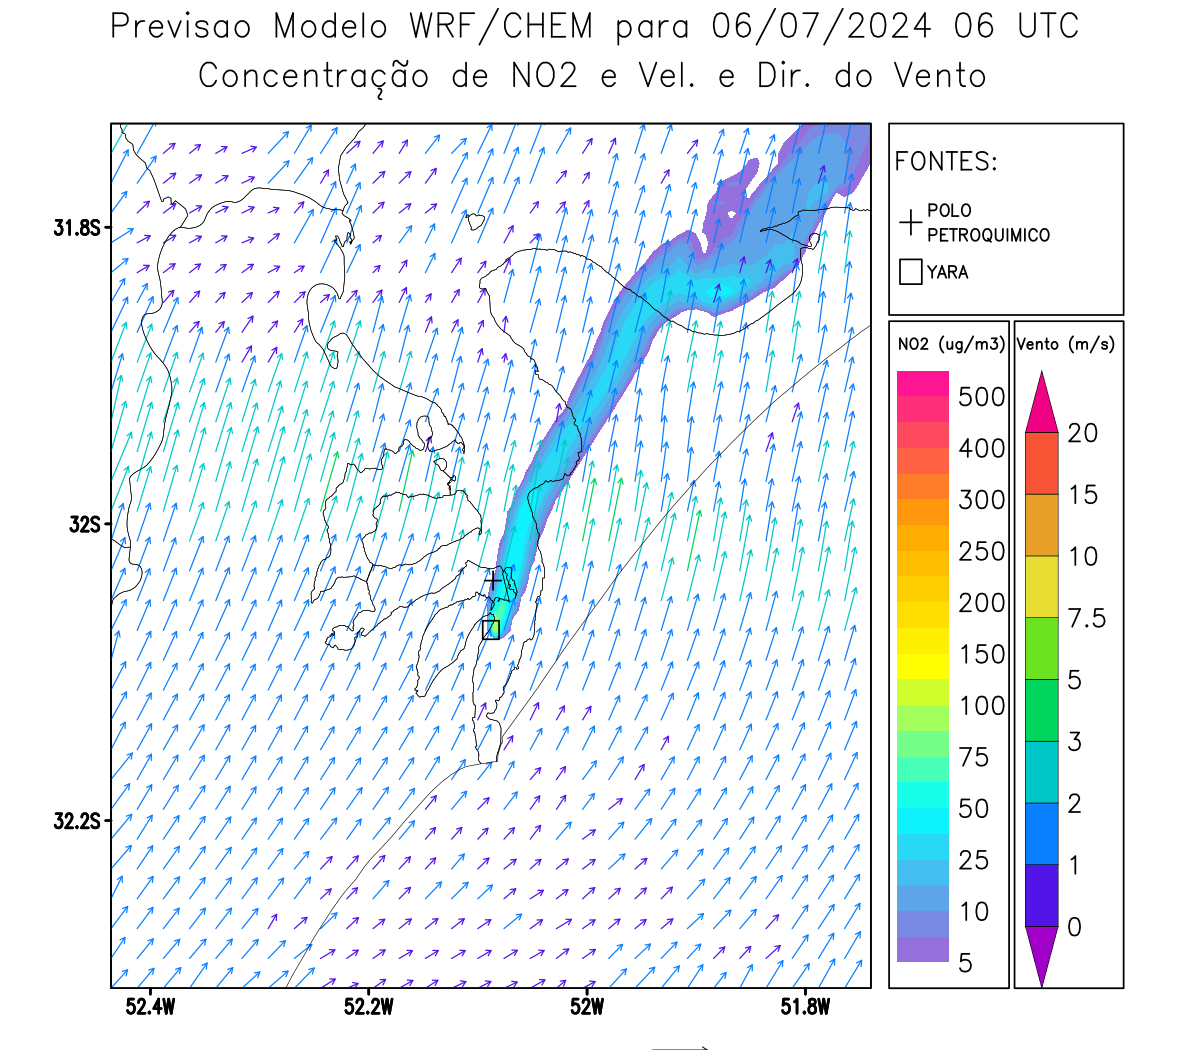 Previsao Modelo WRF/CHEM para 06/07/2024 06 UTC
Concentração de NO2 e Vel. e Dir. do Vento
FONTES:
POLO
PETROQUIMICO
YARA
NO2 (ug/m3)
500
400
300
250
200
150
100
75
50
25
10
5
Vento (m/s)
20
15
10
7.5
5
3
2
1
0
31.8S
32S
32.2S
52.4W
52.2W
52W
51.8W